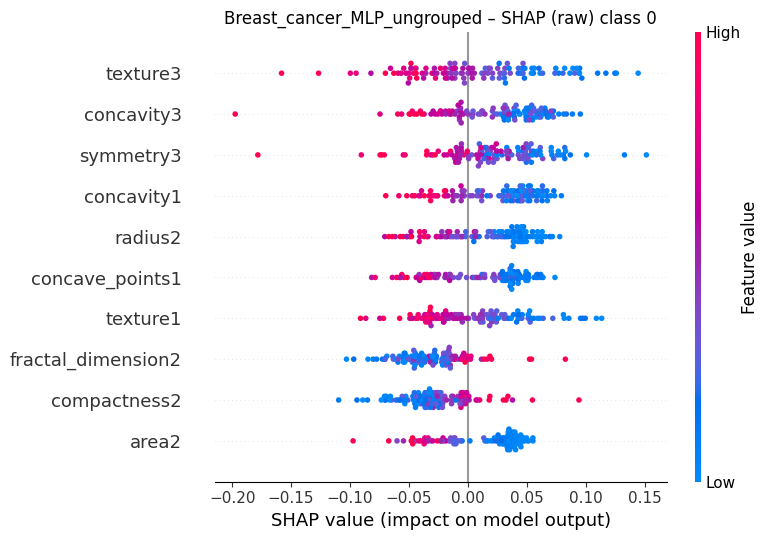 Breast_cancer_MLP_ungrouped – SHAP (raw) class 0
High
texture3
concavity3
symmetry3
concavity1
radius2
concave_points1
texture1
fractal_dimension2
compactness2
area2
Feature value
Low
−0.20 −0.15 −0.10 −0.05 0.00 0.05 0.10 0.15
SHAP value (impact on model output)